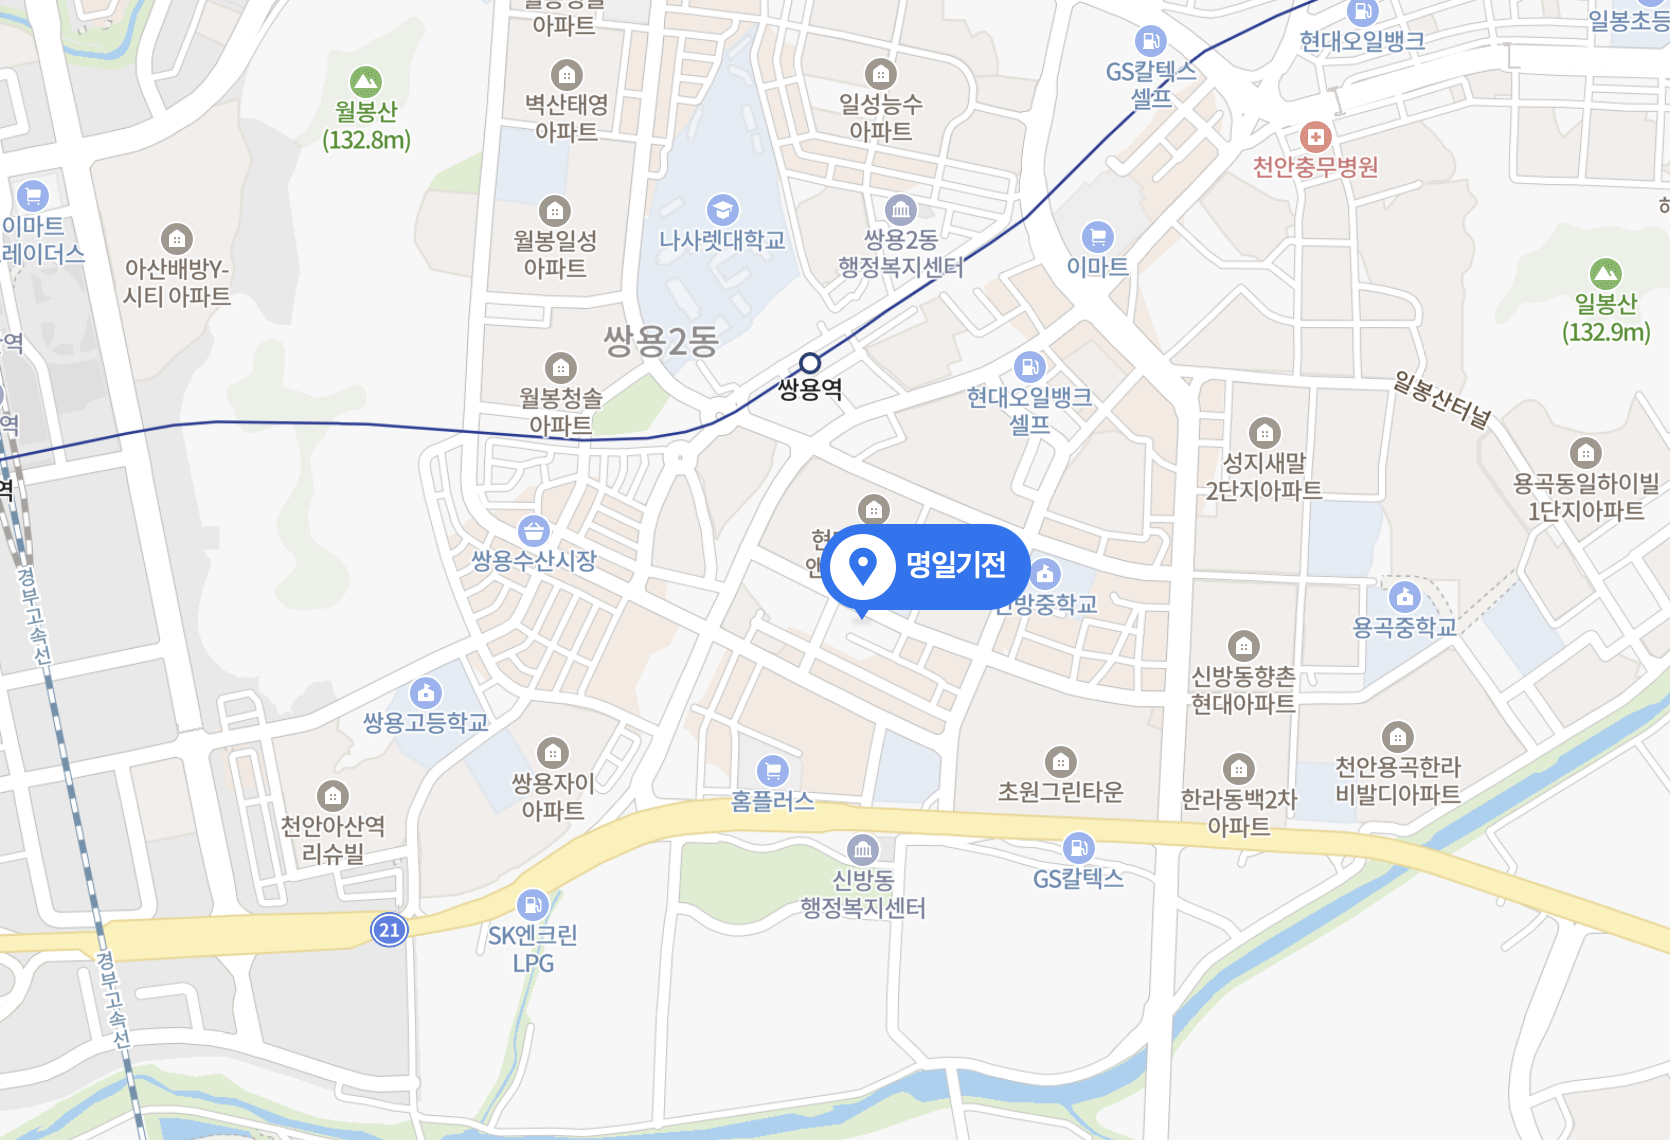 아파트
벽산태영
아파트
월봉산
(132.8m)
일성능수
아파트
GS칼텍스
셀프
현대오일뱅크
일봉초등
천안충무병원
이마트
레이더스
아산배방Y-
시티 아파트
월봉일성
아파트
나사렛대학교
쌍용2동
행정복지센터
이마트
일봉산
(132.9m)
쌍용2동
쌍용역
월봉청솔
아파트
현대오일뱅크
셀프
일봉산터널
성지새말
2단지아파트
용곡동일하이빌
1단지아파트
역
역
역
쌍용수산시장
명일기전
신방중학교
용곡중학교
경부고속선
신방동향촌
현대아파트
쌍용고등학교
쌍용자이
아파트
홈플러스
초원그린타운
한라동백2차
아파트
천안용곡한라
비발디아파트
천안아산역
리슈빌
신방동
행정복지센터
GS칼텍스
21
SK엔크린
LPG
경부고속선